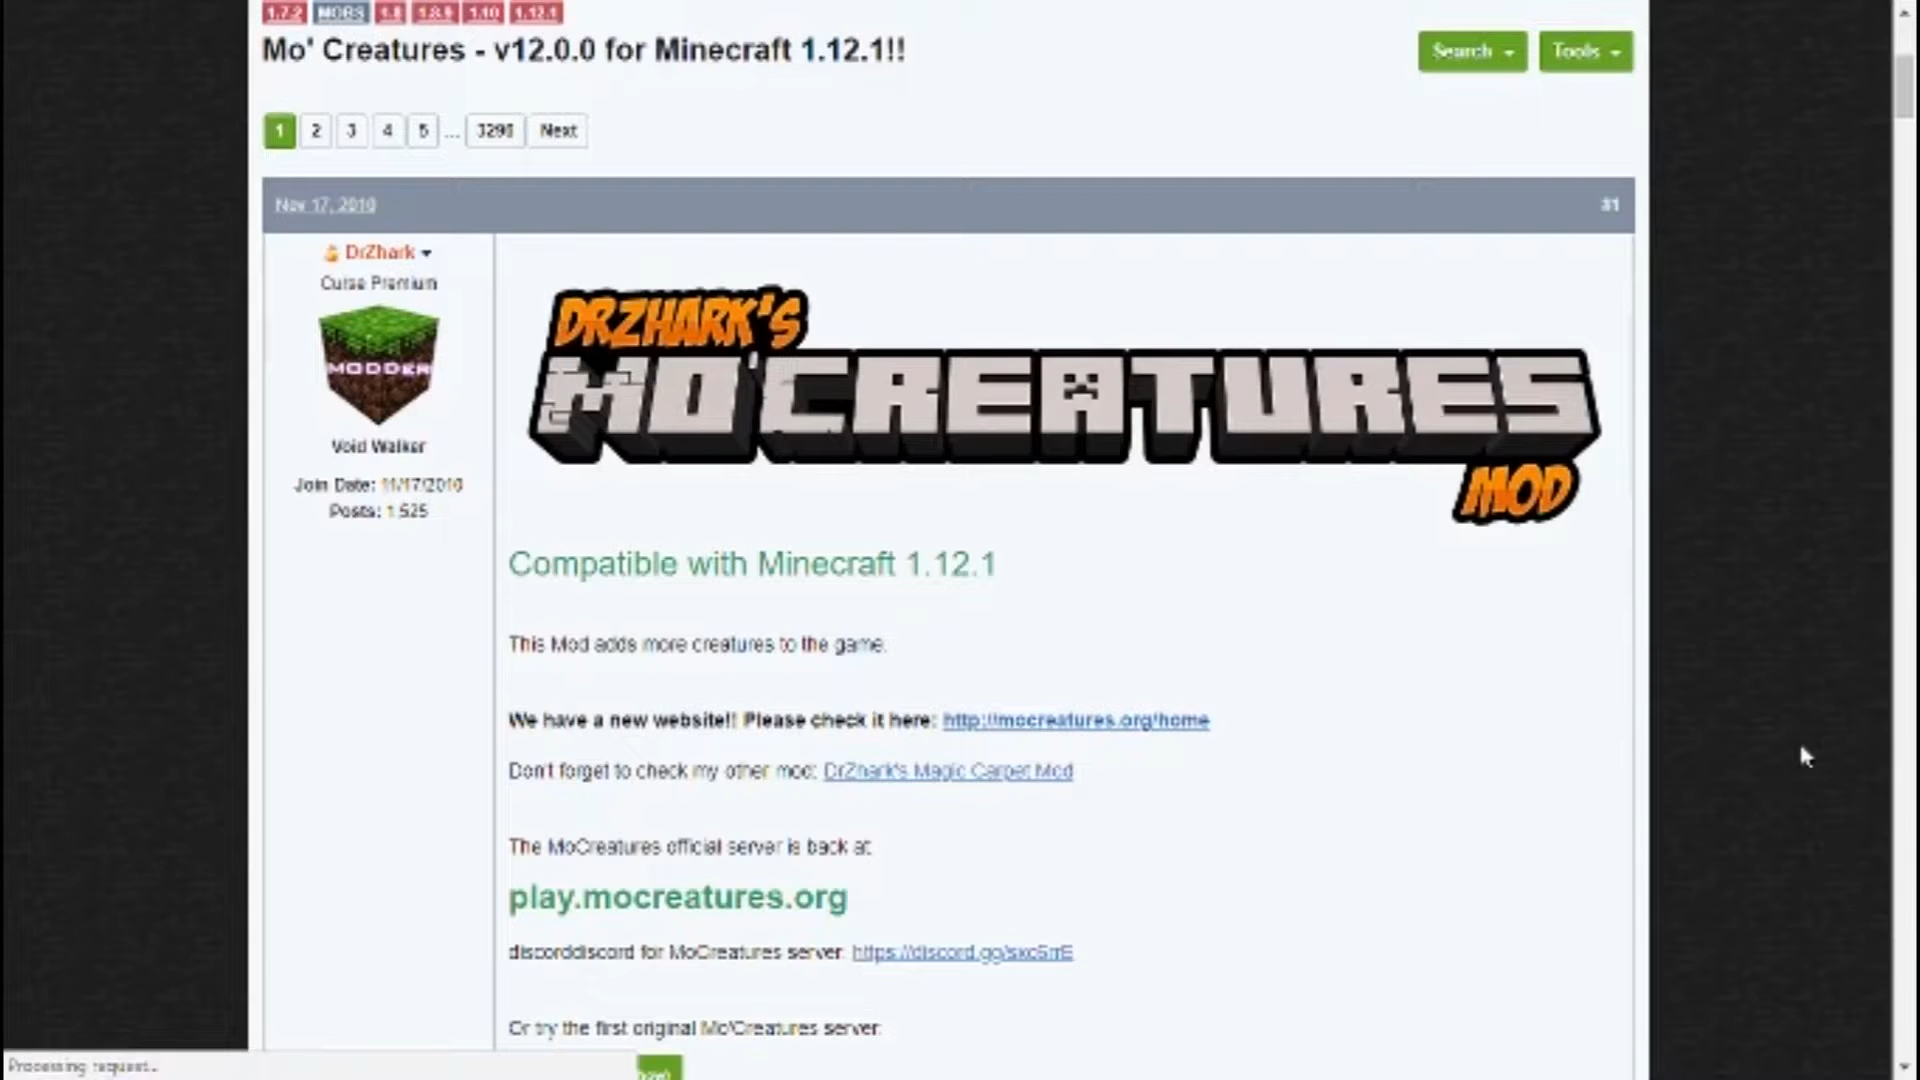 1.7.2 MOBS 1.8 1.8.9 1.10 1.12.1
Mo' Creatures - v12.0.0 for Minecraft 1.12.1!!
Search Tools
1 2 3 4 5 ... 3290 Next
Nov 17, 2010 #1
DrZhark
Curse Premium
MODDER
Void Walker
Join Date: 11/17/2010
Posts: 1,525
DRZHARK'S
MO'CREATURES
MOD
Compatible with Minecraft 1.12.1
This Mod adds more creatures to the game.
We have a new website!! Please check it here: http://mocreatures.org/home
Don't forget to check my other mod: DrZhark's Magic Carpet Mod
The MoCreatures official server is back at:
play.mocreatures.org
discorddiscord for MoCreatures server:
Or try the first original Mo'Creatures server:
Processing request...